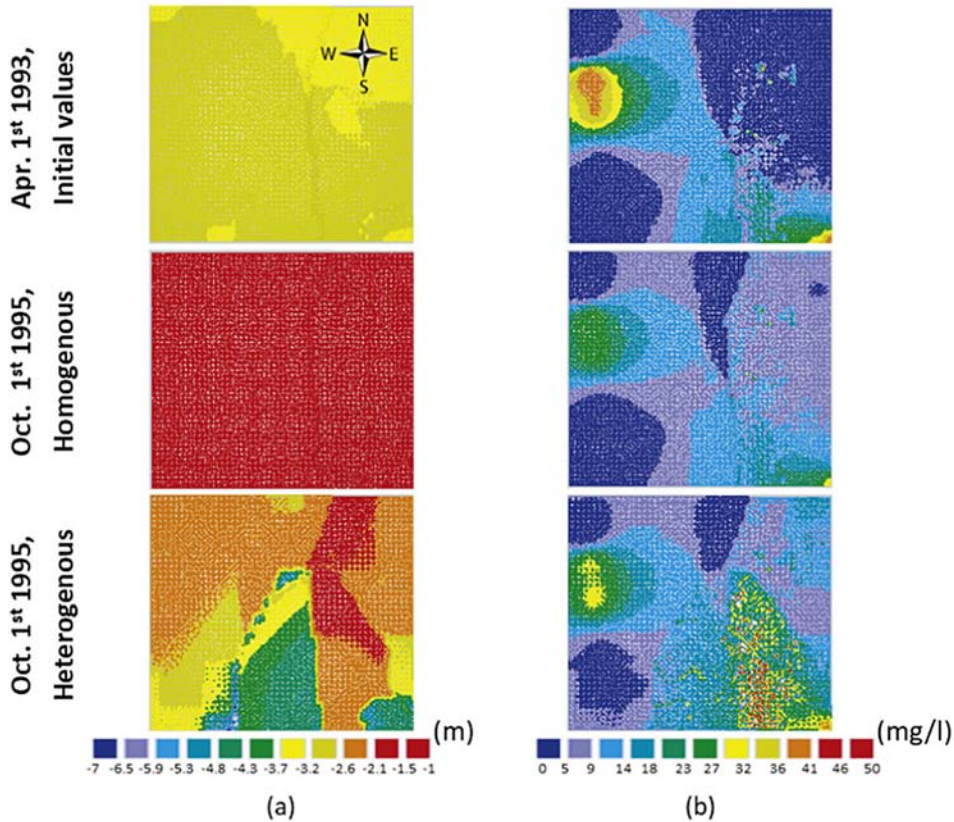 Apr. 1st 1993,
Initial values
N
W E
S
Oct. 1st 1995,
Homogenous
Oct. 1st 1995,
Heterogenous
(m)
-7 -6.5 -5.9 -5.3 -4.8 -4.3 -3.7 -3.2 -2.6 -2.1 -1.5 -1
(mg/l)
0 5 9 14 18 23 27 32 36 41 46 50
(a)
(b)